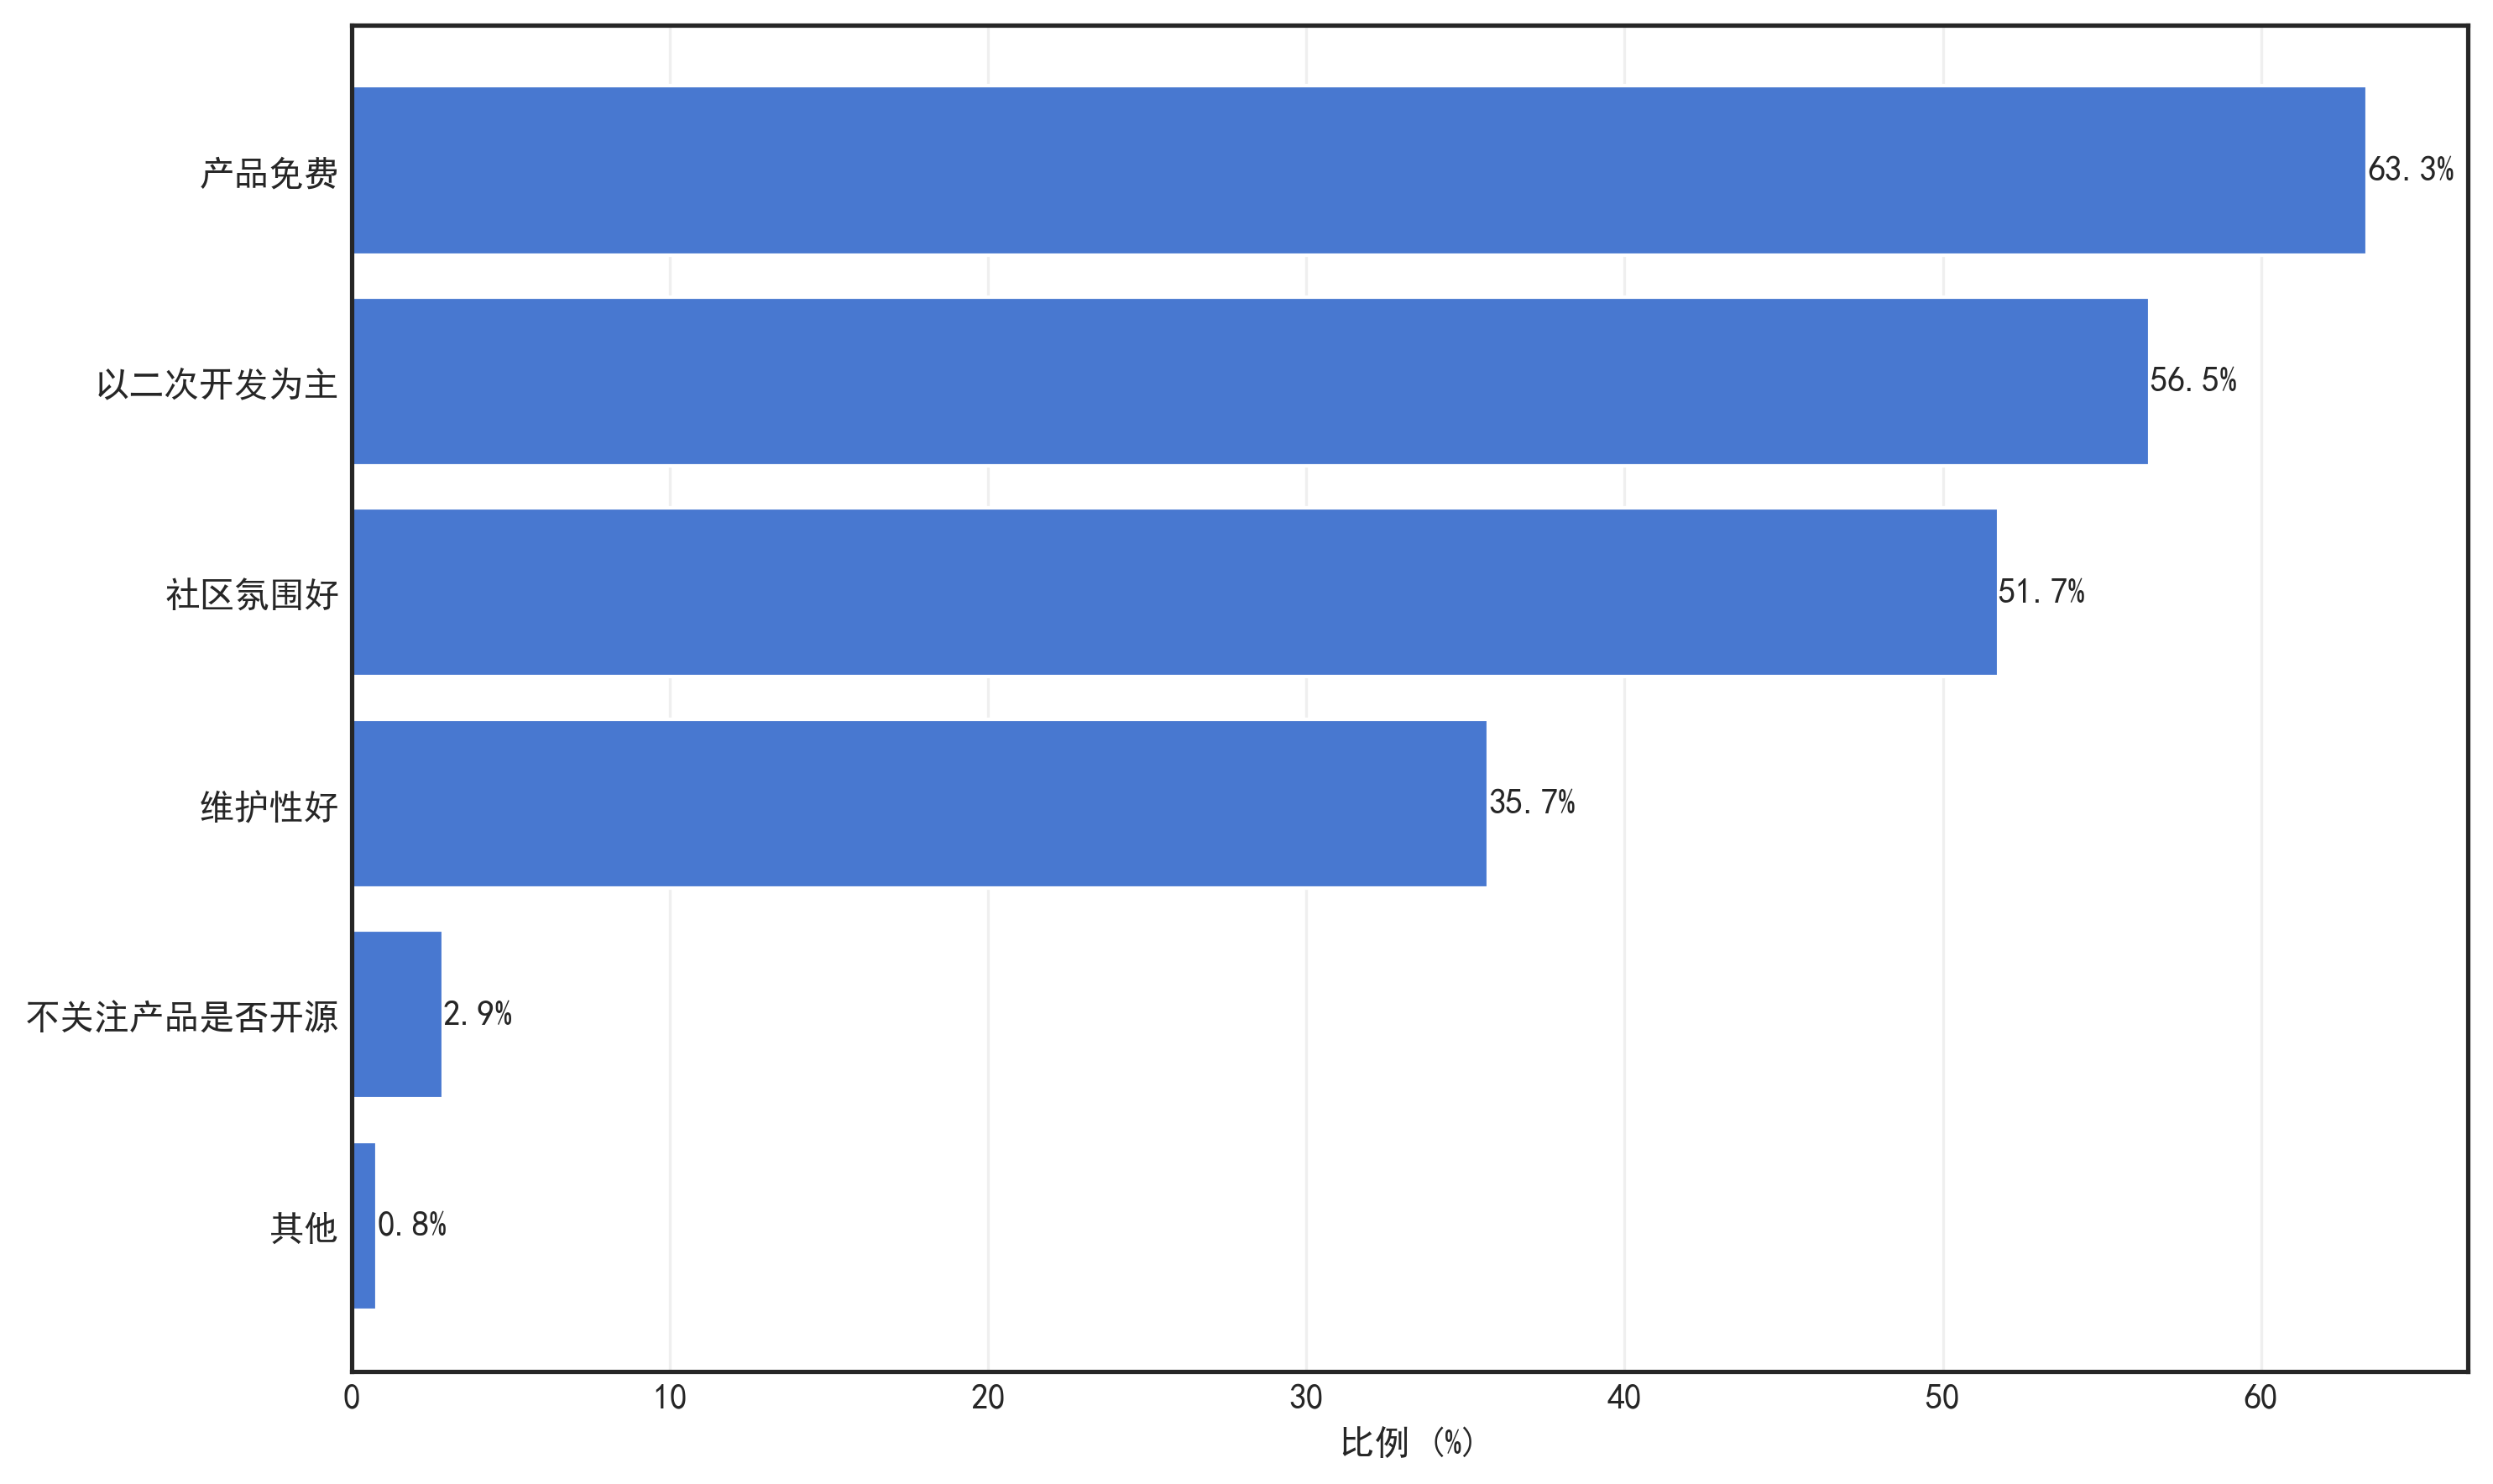 产品免费
63.3%
以二次开发为主
56.5%
社区氛围好
51.7%
维护性好
35.7%
不关注产品是否开源
2.9%
其他
0.8%
0 10 20 30 40 50 60
比例 (%)